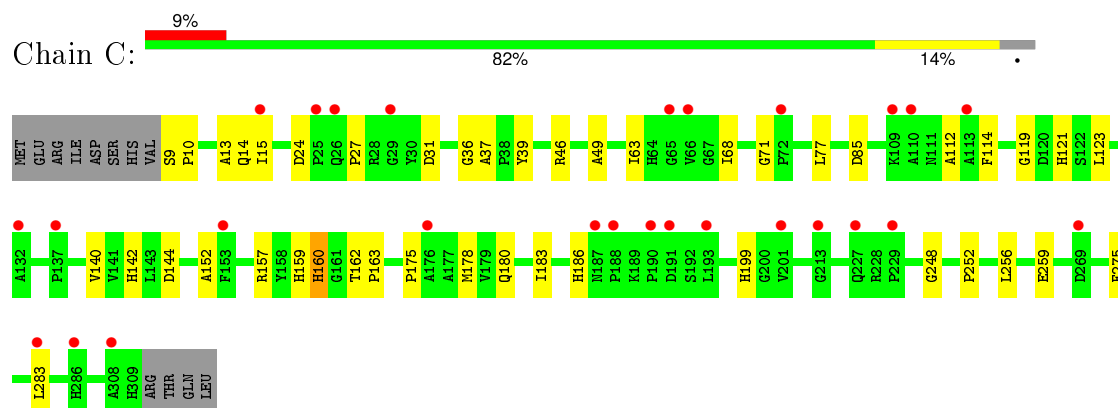 9%
Chain C:
82% 14% •
MET GLU ARG ILE ASP SER HIS VAL S9 P10 A13 Q14 I15 D24 P25 Q26 P27 R28 G29 Y30 D31 G36 A37 P38 Y39 R46 A49 I63 H64 G65 V66 G67 I68 G71 P72 L77 D85 K109 A110 N111 A112 A113 F114 G119 D120 H121 S122 L123
A132 P137 V140 V141 H142 L143 D144 A152 F153 R157 Y158 H159 H160 G161 T162 P163 P175 A176 A177 M178 V179 Q180 I183 H186 N187 P188 K189 P190 D191 S192 L193 H199 G200 V201 G213 Q227 R228 P229 G248 P252 L256 E259 D269
L283 H286 A308 H309 ARG THR GLN LEU